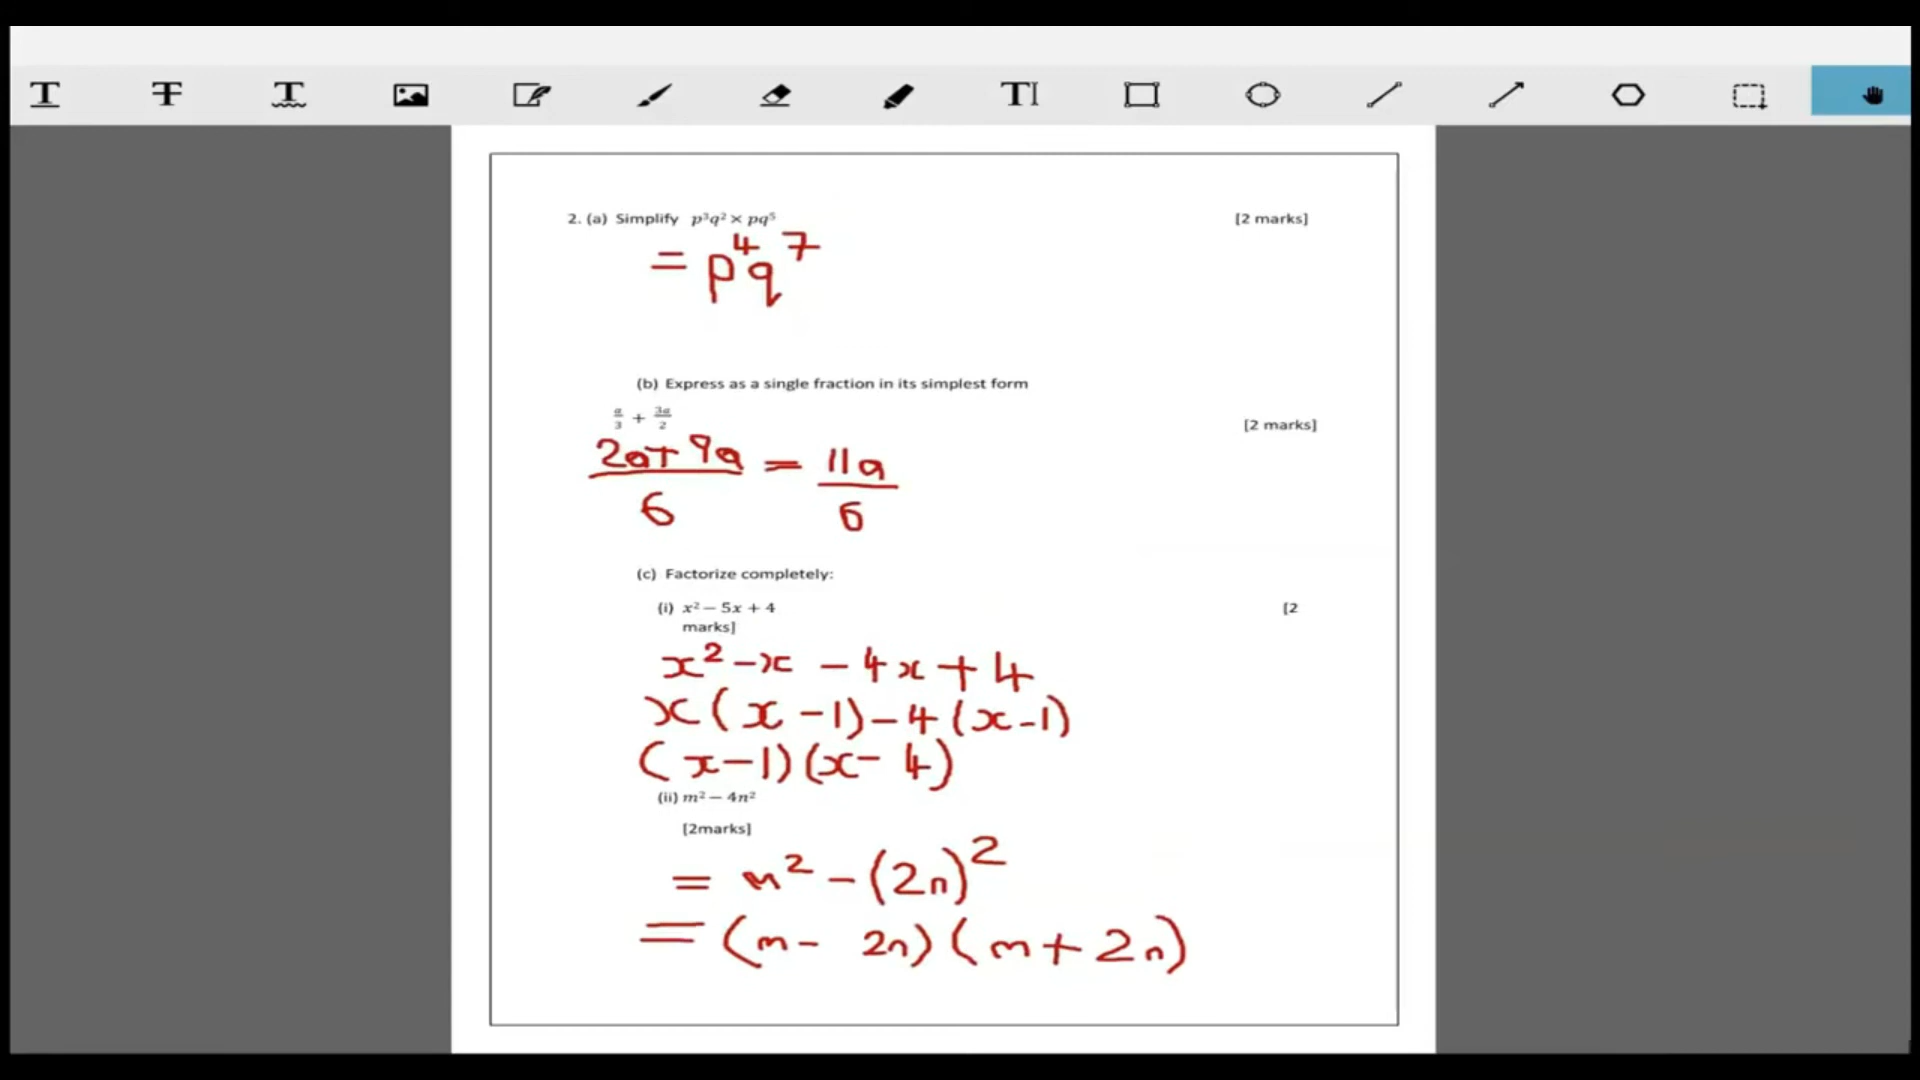 2. (a) Simplify p³q² × pq⁵ [2 marks]
= p⁴q⁷
(b) Express as a single fraction in its simplest form
a/3 + 3a/2 [2 marks]
(2a+9a)/6 = 11a/6
(c) Factorize completely:
(i) x² – 5x + 4 [2
marks]
x² – x – 4x + 4
x(x – 1) – 4(x – 1)
(x – 1)(x – 4)
(ii) m² – 4n²
[2marks]
= m² – (2n)²
= (m – 2n)(m + 2n)